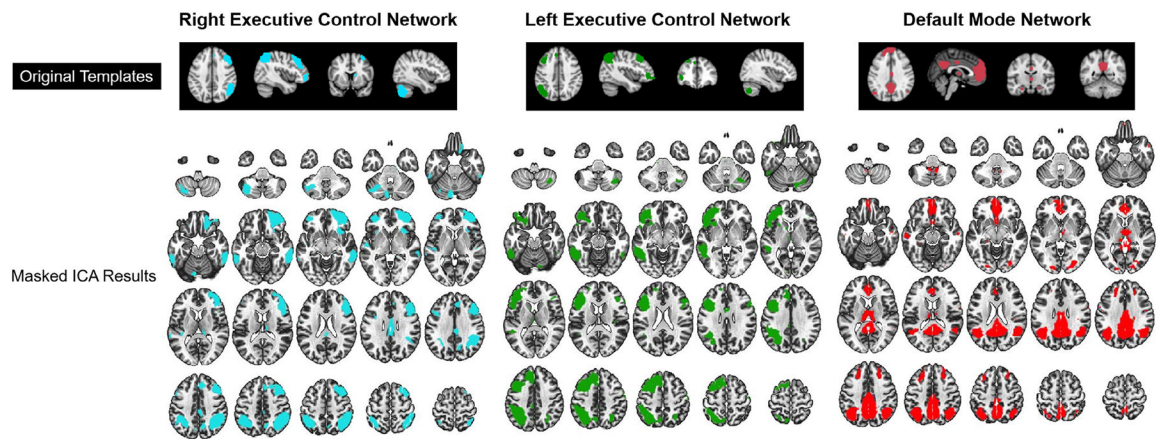 Right Executive Control Network
Left Executive Control Network
Default Mode Network
Original Templates
Masked ICA Results